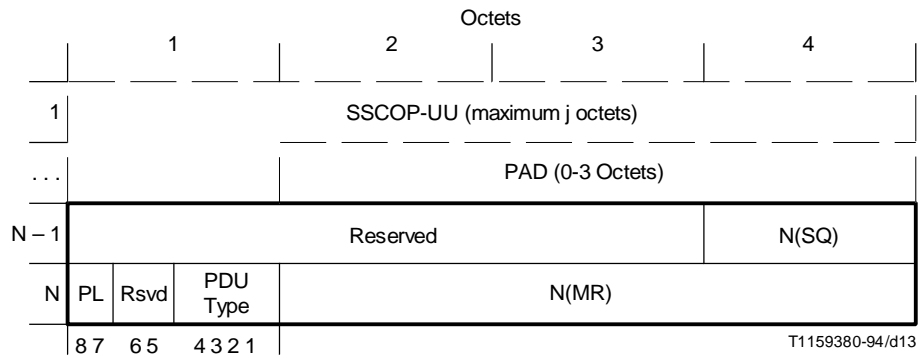 Octets
1 2 3 4
1 SSCOP-UU (maximum j octets)
. . . PAD (0-3 Octets)
N – 1 Reserved N(SQ)
N PL Rsvd PDU Type N(MR)
8 7 6 5 4 3 2 1
T1159380-94/d13